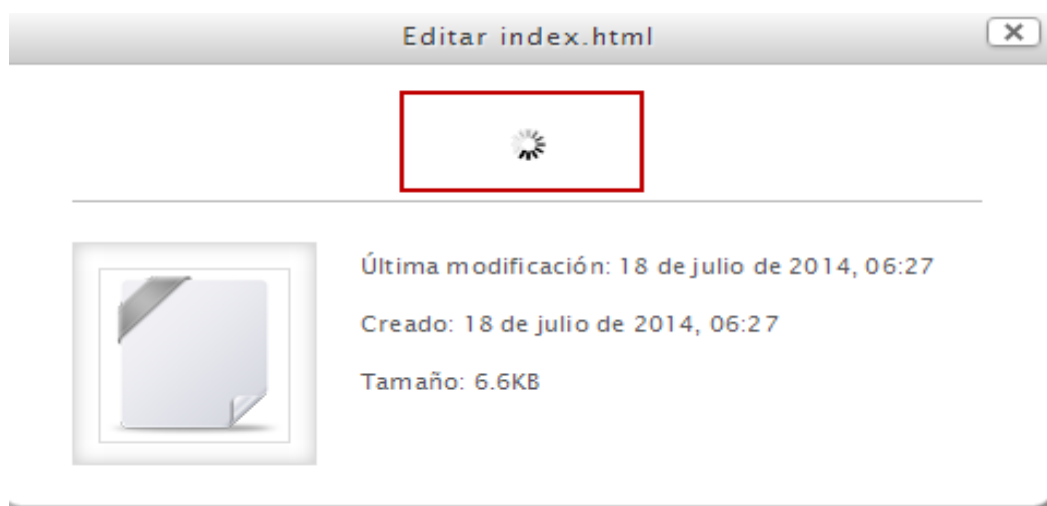 Editar index.html
Última modificación: 18 de julio de 2014, 06:27
Creado: 18 de julio de 2014, 06:27
Tamaño: 6.6KB